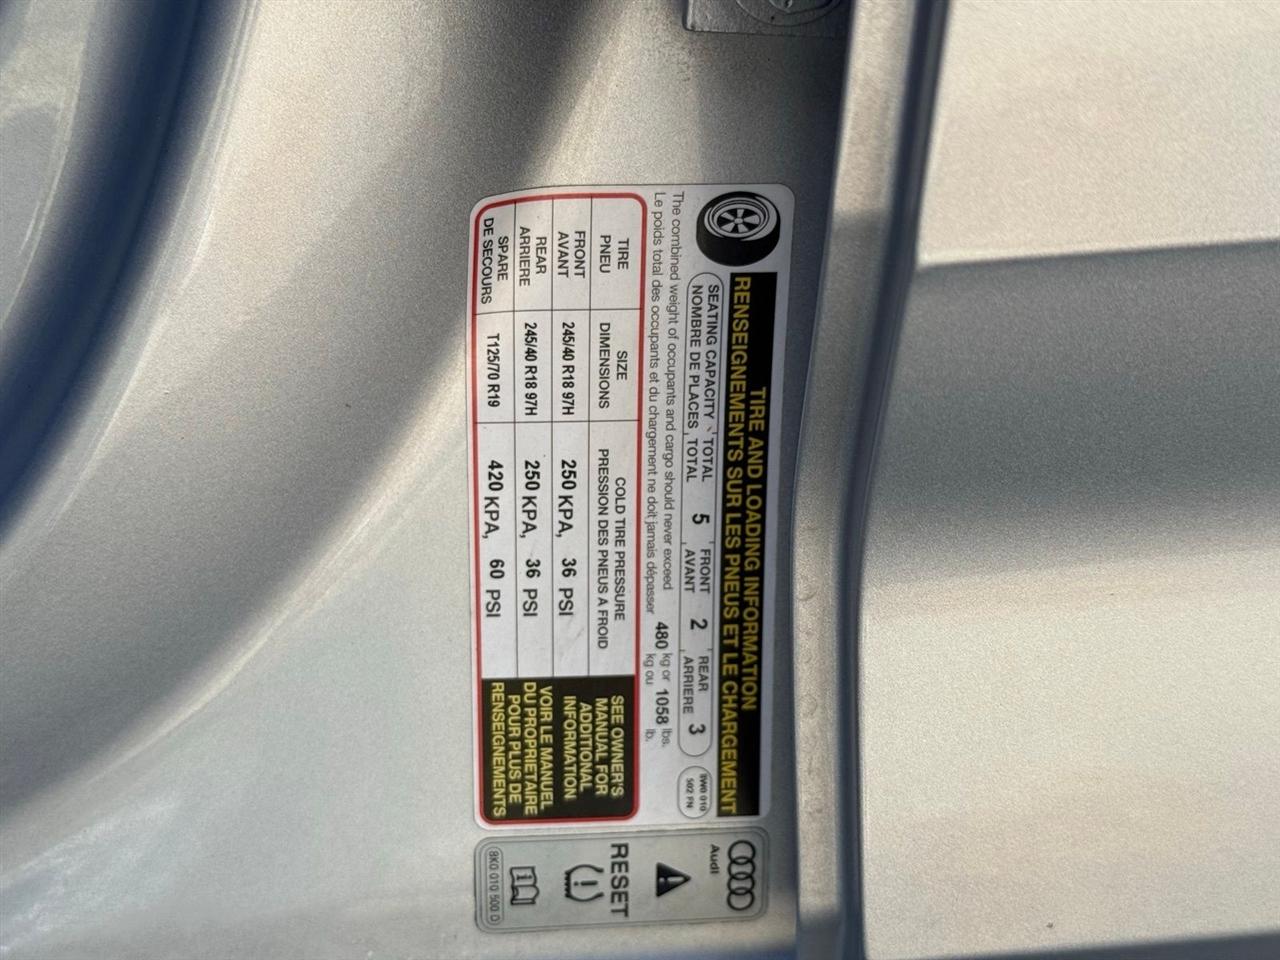 TIRE AND LOADING INFORMATION
RENSEIGNEMENTS SUR LES PNEUS ET LE CHARGEMENT
SEATING CAPACITY TOTAL 5 FRONT 2 REAR 3
NOMBRE DE PLACES TOTAL AVANT ARRIERE
8W0 010
502 FN
The combined weight of occupants and cargo should never exceed 480 kg or 1058 lbs.
Le poids total des occupants et du chargement ne doit jamais dépasser kg ou lb.
TIRE SIZE COLD TIRE PRESSURE
PNEU DIMENSIONS PRESSION DES PNEUS A FROID
FRONT
AVANT 245/40 R18 97H 250 KPA, 36 PSI
REAR
ARRIERE 245/40 R18 97H 250 KPA, 36 PSI
SPARE
DE SECOURS T125/70 R19 420 KPA, 60 PSI
SEE OWNER'S
MANUAL FOR
ADDITIONAL
INFORMATION
VOIR LE MANUEL
DU PROPRIETAIRE
POUR PLUS DE
RENSEIGNEMENTS
Audi
RESET
8K0 010 500 D